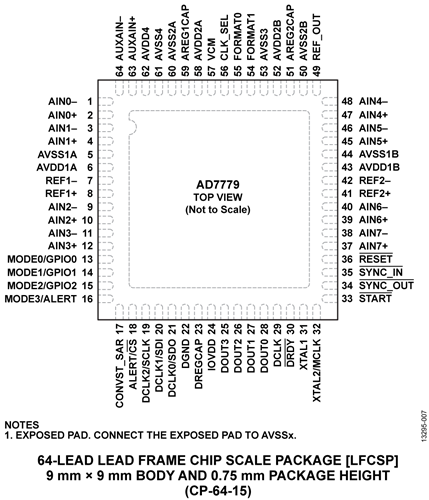 64 AUXAIN–
63 AUXAIN+
62 AVDD4
61 AVSS4
60 AVSS2A
59 AREG1CAP
58 AVDD2A
57 VCM
56 CLK_SEL
55 FORMAT0
54 FORMAT1
53 AVSS3
52 AVDD2B
51 AREG2CAP
50 AVSS2B
49 REF_OUT
AIN0– 1
AIN0+ 2
AIN1– 3
AIN1+ 4
AVSS1A 5
AVDD1A 6
REF1– 7
REF1+ 8
AIN2– 9
AIN2+ 10
AIN3– 11
AIN3+ 12
MODE0/GPIO0 13
MODE1/GPIO1 14
MODE2/GPIO2 15
MODE3/ALERT 16
AD7779
TOP VIEW
(Not to Scale)
48 AIN4–
47 AIN4+
46 AIN5–
45 AIN5+
44 AVSS1B
43 AVDD1B
42 REF2–
41 REF2+
40 AIN6–
39 AIN6+
38 AIN7–
37 AIN7+
36 RESET
35 SYNC_IN
34 SYNC_OUT
33 START
CONVST_SAR 17
ALERT/CS 18
DCLK2/SCLK 19
DCLK1/SDI 20
DCLK0/SDO 21
DGND 22
DREGCAP 23
IOVDD 24
DOUT3 25
DOUT2 26
DOUT1 27
DOUT0 28
DCLK 29
DRDY 30
XTAL1 31
XTAL2/MCLK 32
NOTES
1. EXPOSED PAD. CONNECT THE EXPOSED PAD TO AVSSx.
13295-007
64-LEAD LEAD FRAME CHIP SCALE PACKAGE [LFCSP]
9 mm × 9 mm BODY AND 0.75 mm PACKAGE HEIGHT
(CP-64-15)